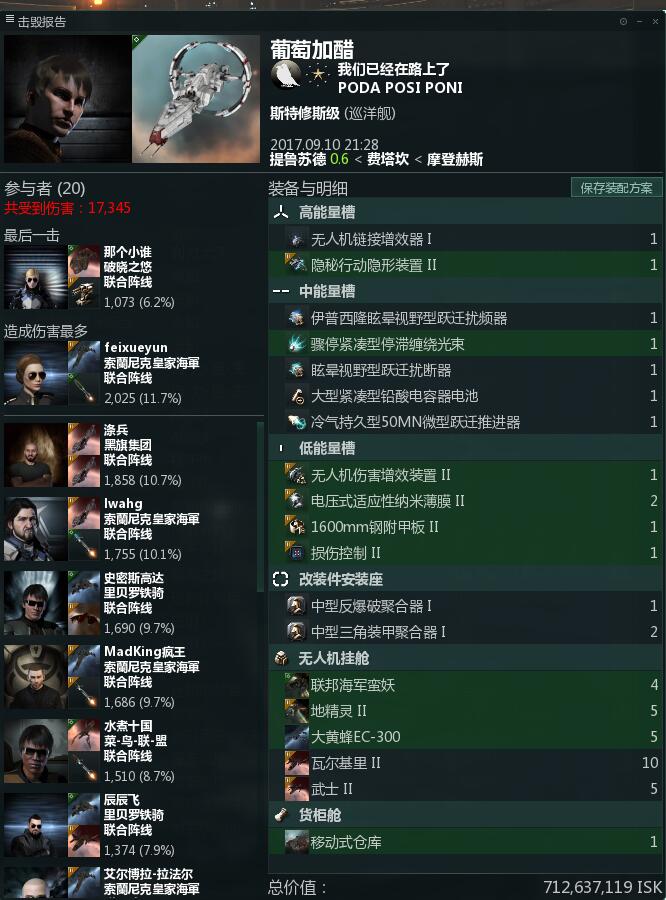 击毁报告
葡萄加醋
我们已经在路上了
PODA POSI PONI
斯特修斯级 (巡洋舰)
2017.09.10 21:28
提鲁苏德 0.6 < 费塔坎 < 摩登赫斯
参与者 (20)
共受到伤害：17,345
最后一击
那个小谁
破晓之悠
联合阵线
1,073 (6.2%)
造成伤害最多
feixueyun
索蘭尼克皇家海軍
联合阵线
2,025 (11.7%)
涤兵
黑旗集团
联合阵线
1,858 (10.7%)
lwahg
索蘭尼克皇家海軍
联合阵线
1,755 (10.1%)
史密斯高达
里贝罗铁骑
联合阵线
1,690 (9.7%)
MadKing疯王
索蘭尼克皇家海軍
联合阵线
1,686 (9.7%)
水煮十国
菜-鸟-联-盟
联合阵线
1,510 (8.7%)
辰辰飞
里贝罗铁骑
联合阵线
1,374 (7.9%)
艾尔博拉-拉法尔
索蘭尼克皇家海軍
装备与明细
保存装配方案
高能量槽
无人机链接增效器 I 1
隐秘行动隐形装置 II 1
中能量槽
伊普西隆眩晕视野型跃迁扰频器 1
骤停紧凑型停滞缠绕光束 1
眩晕视野型跃迁扰断器 1
大型紧凑型铅酸电容器电池 1
冷气持久型50MN微型跃迁推进器 1
低能量槽
无人机伤害增效装置 II 1
电压式适应性纳米薄膜 II 2
1600mm钢附甲板 II 1
损伤控制 II 1
改装件安装座
中型反爆破聚合器 I 1
中型三角装甲聚合器 I 2
无人机挂舱
联邦海军蛮妖 4
地精灵 II 5
大黄蜂EC-300 5
瓦尔基里 II 10
武士 II 5
货柜舱
移动式仓库 1
总价值： 712,637,119 ISK